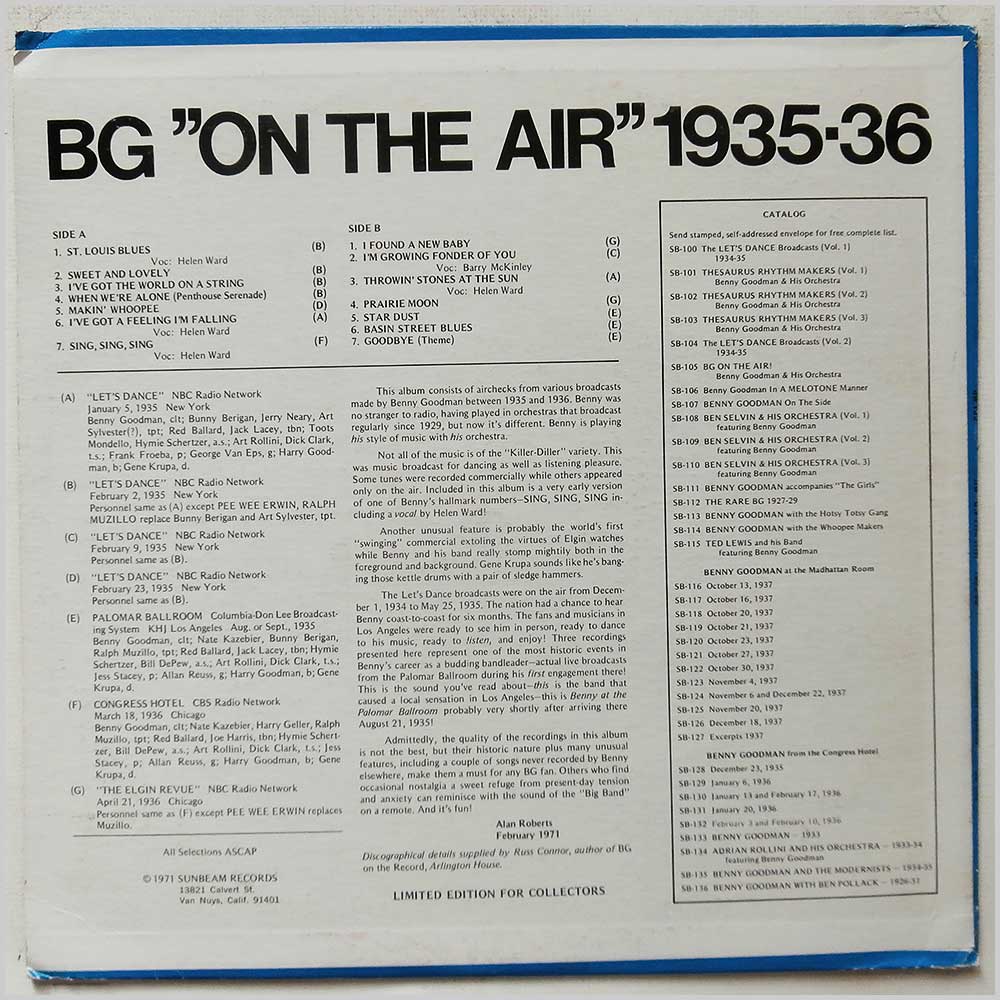 BG "ON THE AIR" 1935-36
SIDE A
1. ST. LOUIS BLUES (B)
Voc: Helen Ward
2. SWEET AND LOVELY (B)
3. I'VE GOT THE WORLD ON A STRING (B)
4. WHEN WE'RE ALONE (Penthouse Serenade) (B)
5. MAKIN' WHOOPEE (D)
6. I'VE GOT A FEELING I'M FALLING (A)
Voc: Helen Ward
7. SING, SING, SING (F)
Voc: Helen Ward
SIDE B
1. I FOUND A NEW BABY (G)
2. I'M GROWING FONDER OF YOU (C)
Voc: Barry McKinley
3. THROWIN' STONES AT THE SUN (A)
Voc: Helen Ward
4. PRAIRIE MOON (G)
5. STAR DUST (E)
6. BASIN STREET BLUES (E)
7. GOODBYE (Theme) (E)
(A) "LET'S DANCE" NBC Radio Network
January 5, 1935 New York
Benny Goodman, clt; Bunny Berigan, Jerry Neary, Art
Sylvester(?), tpt; Red Ballard, Jack Lacey, tbn; Toots
Mondello, Hymie Schertzer, a.s.; Art Rollini, Dick Clark,
t.s.; Frank Froeba, p; George Van Eps, g; Harry Good-
man, b; Gene Krupa, d.
(B) "LET'S DANCE" NBC Radio Network
February 2, 1935 New York
Personnel same as (A) except PEE WEE ERWIN, RALPH
MUZILLO replace Bunny Berigan and Art Sylvester, tpt.
(C) "LET'S DANCE" NBC Radio Network
February 9, 1935 New York
Personnel same as (B).
(D) "LET'S DANCE" NBC Radio Network
February 23, 1935 New York
Personnel same as (B).
(E) PALOMAR BALLROOM Columbia-Don Lee Broadcast-
ing System KHJ Los Angeles Aug. or Sept., 1935
Benny Goodman, clt; Nate Kazebier, Bunny Berigan,
Ralph Muzillo, tpt; Red Ballard, Jack Lacey, tbn; Hymie
Schertzer, Bill DePew, a.s.; Art Rollini, Dick Clark, t.s.;
Jess Stacey, p; Allan Reuss, g; Harry Goodman, b; Gene
Krupa, d.
(F) CONGRESS HOTEL CBS Radio Network
March 18, 1936 Chicago
Benny Goodman, clt; Nate Kazebier, Harry Geller, Ralph
Muzillo, tpt; Red Ballard, Joe Harris, tbn; Hymie Schert-
zer, Bill DePew, a.s.; Art Rollini, Dick Clark, t.s.; Jess
Stacey, p; Allan Reuss, g; Harry Goodman, b; Gene
Krupa, d.
(G) "THE ELGIN REVUE" NBC Radio Network
April 21, 1936 Chicago
Personnel same as (F) except PEE WEE ERWIN replaces
Muzillo.
All Selections ASCAP
© 1971 SUNBEAM RECORDS
13821 Calvert St.
Van Nuys, Calif. 91401
This album consists of airchecks from various broadcasts
made by Benny Goodman between 1935 and 1936. Benny was
no stranger to radio, having played in orchestras that broadcast
regularly since 1929, but now it's different. Benny is playing
his style of music with his orchestra.
Not all of the music is of the "Killer-Diller" variety. This
was music broadcast for dancing as well as listening pleasure.
Some tunes were recorded commercially while others appeared
only on the air. Included in this album is a very early version
of one of Benny's hallmark numbers—SING, SING, SING in-
cluding a vocal by Helen Ward!
Another unusual feature is probably the world's first
"swinging" commercial extoling the virtues of Elgin watches
while Benny and his band really stomp mightily both in the
foreground and background. Gene Krupa sounds like he's bang-
ing those kettle drums with a pair of sledge hammers.
The Let's Dance broadcasts were on the air from Decem-
ber 1, 1934 to May 25, 1935. The nation had a chance to hear
Benny coast-to-coast for six months. The fans and musicians in
Los Angeles were ready to see him in person, ready to dance
to his music, ready to listen, and enjoy! Three recordings
presented here represent one of the most historic events in
Benny's career as a budding bandleader—actual live broadcasts
from the Palomar Ballroom during his first engagement there!
This is the sound you've read about—this is the band that
caused a local sensation in Los Angeles—this is Benny at the
Palomar Ballroom probably very shortly after arriving there
August 21, 1935!
Admittedly, the quality of the recordings in this album
is not the best, but their historic nature plus many unusual
features, including a couple of songs never recorded by Benny
elsewhere, make them a must for any BG fan. Others who find
occasional nostalgia a sweet refuge from present-day tension
and anxiety can reminisce with the sound of the "Big Band"
on a remote. And it's fun!
Alan Roberts
February 1971
Discographical details supplied by Russ Connor, author of BG
on the Record, Arlington House.
LIMITED EDITION FOR COLLECTORS
CATALOG
Send stamped, self-addressed envelope for free complete list.
SB-100 The LET'S DANCE Broadcasts (Vol. 1)
1934-35
SB-101 THESAURUS RHYTHM MAKERS (Vol. 1)
Benny Goodman & His Orchestra
SB-102 THESAURUS RHYTHM MAKERS (Vol. 2)
Benny Goodman & His Orchestra
SB-103 THESAURUS RHYTHM MAKERS (Vol. 3)
Benny Goodman & His Orchestra
SB-104 The LET'S DANCE Broadcasts (Vol. 2)
1934-35
SB-105 BG ON THE AIR!
Benny Goodman & His Orchestra
SB-106 Benny Goodman In A MELOTONE Manner
SB-107 BENNY GOODMAN On The Side
SB-108 BEN SELVIN & HIS ORCHESTRA (Vol. 1)
featuring Benny Goodman
SB-109 BEN SELVIN & HIS ORCHESTRA (Vol. 2)
featuring Benny Goodman
SB-110 BEN SELVIN & HIS ORCHESTRA (Vol. 3)
featuring Benny Goodman
SB-111 BENNY GOODMAN accompanies "The Girls"
SB-112 THE RARE BG 1927-29
SB-113 BENNY GOODMAN with the Hotsy Totsy Gang
SB-114 BENNY GOODMAN with the Whoopee Makers
SB-115 TED LEWIS and his Band
featuring Benny Goodman
BENNY GOODMAN at the Madhattan Room
SB-116 October 13, 1937
SB-117 October 16, 1937
SB-118 October 20, 1937
SB-119 October 21, 1937
SB-120 October 23, 1937
SB-121 October 27, 1937
SB-122 October 30, 1937
SB-123 November 4, 1937
SB-124 November 6 and December 22, 1937
SB-125 November 20, 1937
SB-126 December 18, 1937
SB-127 Excerpts 1937
BENNY GOODMAN from the Congress Hotel
SB-128 December 23, 1935
SB-129 January 6, 1936
SB-130 January 13 and February 17, 1936
SB-131 January 20, 1936
SB-132 February 3 and February 10, 1936
SB-133 BENNY GOODMAN — 1933
SB-134 ADRIAN ROLLINI AND HIS ORCHESTRA — 1933-34
featuring Benny Goodman
SB-135 BENNY GOODMAN AND THE MODERNISTS — 1934-35
SB-136 BENNY GOODMAN WITH BEN POLLACK — 1926-31